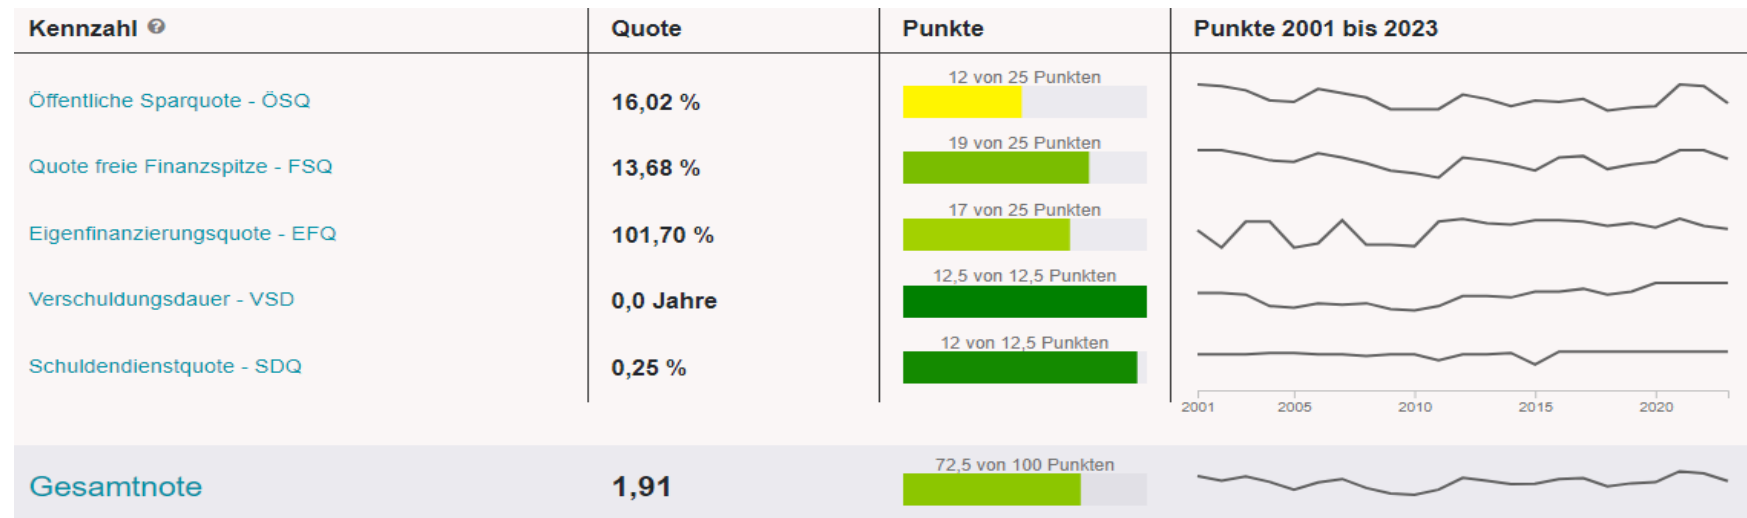 Kennzahl ?
Quote
Punkte
Punkte 2001 bis 2023
Öffentliche Sparquote - ÖSQ
16,02 %
12 von 25 Punkten
Quote freie Finanzspitze - FSQ
13,68 %
19 von 25 Punkten
Eigenfinanzierungsquote - EFQ
101,70 %
17 von 25 Punkten
Verschuldungsdauer - VSD
0,0 Jahre
12,5 von 12,5 Punkten
Schuldendienstquote - SDQ
0,25 %
12 von 12,5 Punkten
2001 2005 2010 2015 2020
Gesamtnote
1,91
72,5 von 100 Punkten